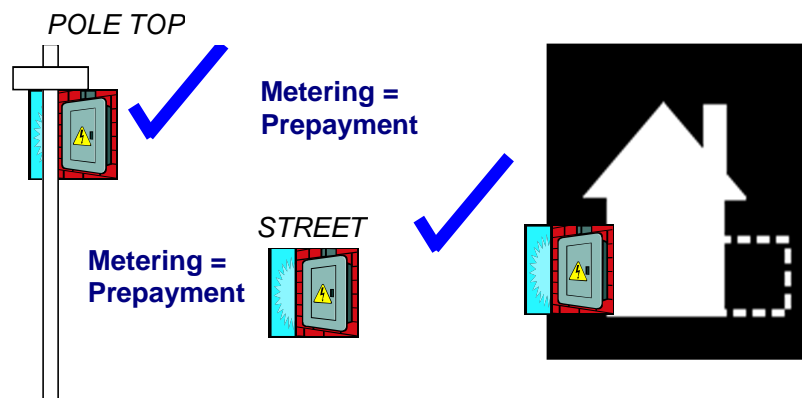 POLE TOP
Metering =
Prepayment
STREET
Metering =
Prepayment